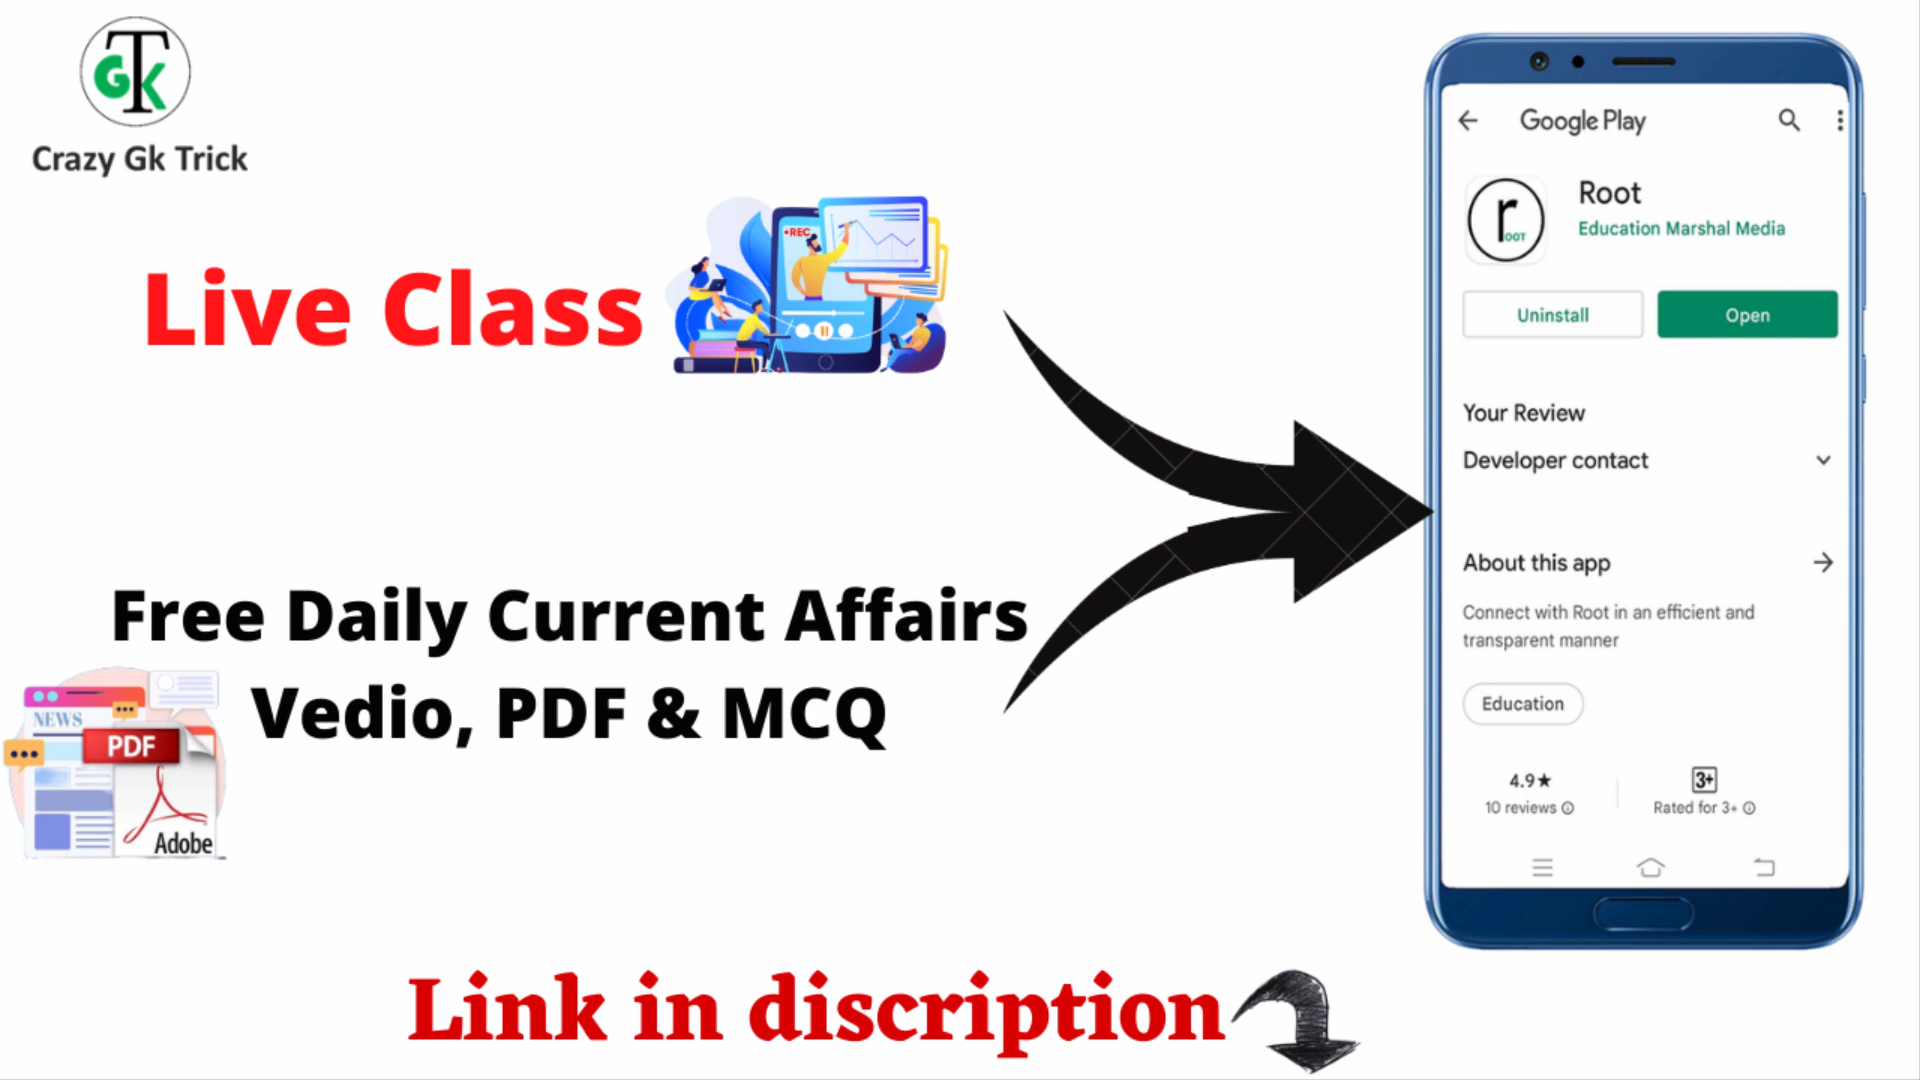 GTK
Crazy Gk Trick
Live Class
•REC
Free Daily Current Affairs
Vedio, PDF & MCQ
NEWS
PDF
Adobe
Link in discription
Google Play
rOOT
Root
Education Marshal Media
Uninstall
Open
Your Review
Developer contact
About this app
Connect with Root in an efficient and
transparent manner
Education
4.9★
3+
10 reviews
Rated for 3+